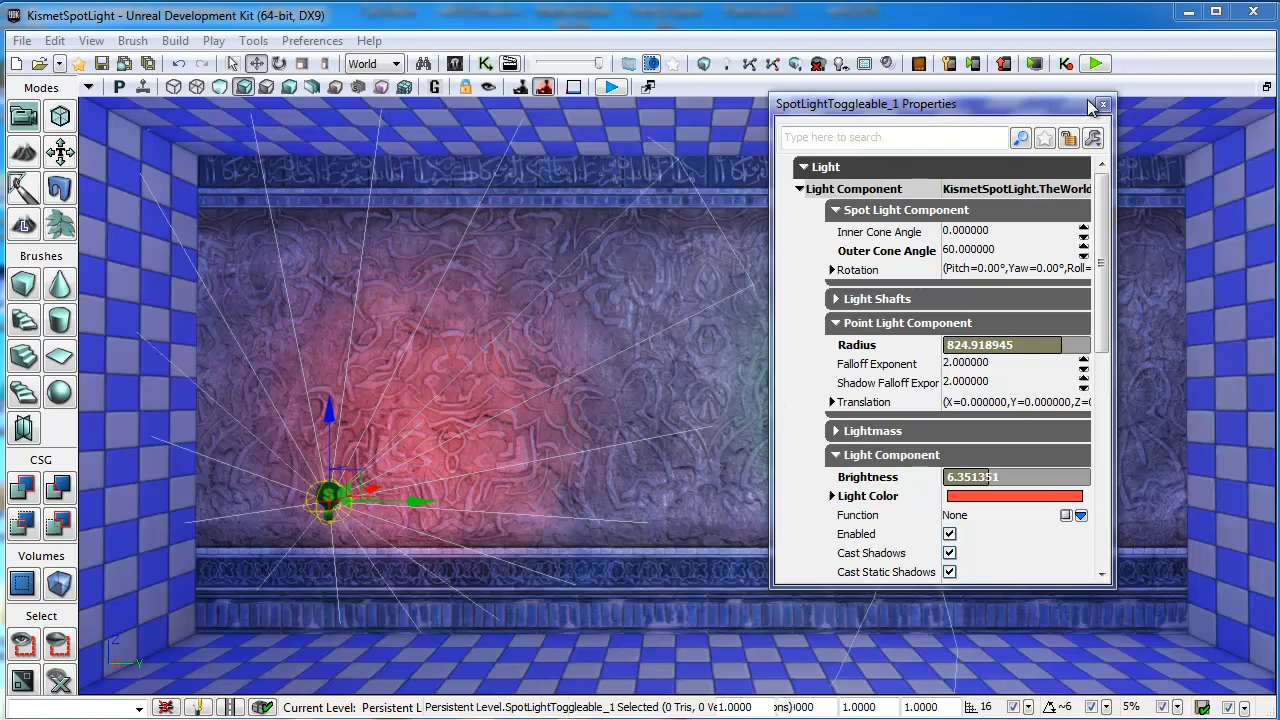 KismetSpotLight - Unreal Development Kit (64-bit, DX9)
File Edit View Brush Build Play Tools Preferences Help
World
Modes
P
G
SpotLightToggleable_1 Properties
Type here to search
Light
Light Component KismetSpotLight.TheWorld
Spot Light Component
Inner Cone Angle 0.000000
Outer Cone Angle 60.000000
Rotation (Pitch=0.00°,Yaw=0.00°,Roll=
Light Shafts
Point Light Component
Radius 824.918945
Falloff Exponent 2.000000
Shadow Falloff Expor 2.000000
Translation (X=0.000000,Y=0.000000,Z=0
Lightmass
Light Component
Brightness 6.351351
Light Color
Function None
Enabled
Cast Shadows
Cast Static Shadows
Brushes
CSG
Volumes
Select
S
Z
X Y
Current Level: Persistent L Persistent Level.SpotLightToggleable_1 Selected (0 Tris, 0 Ve 1.0000 1.0000 1.0000 16 ~6 5%